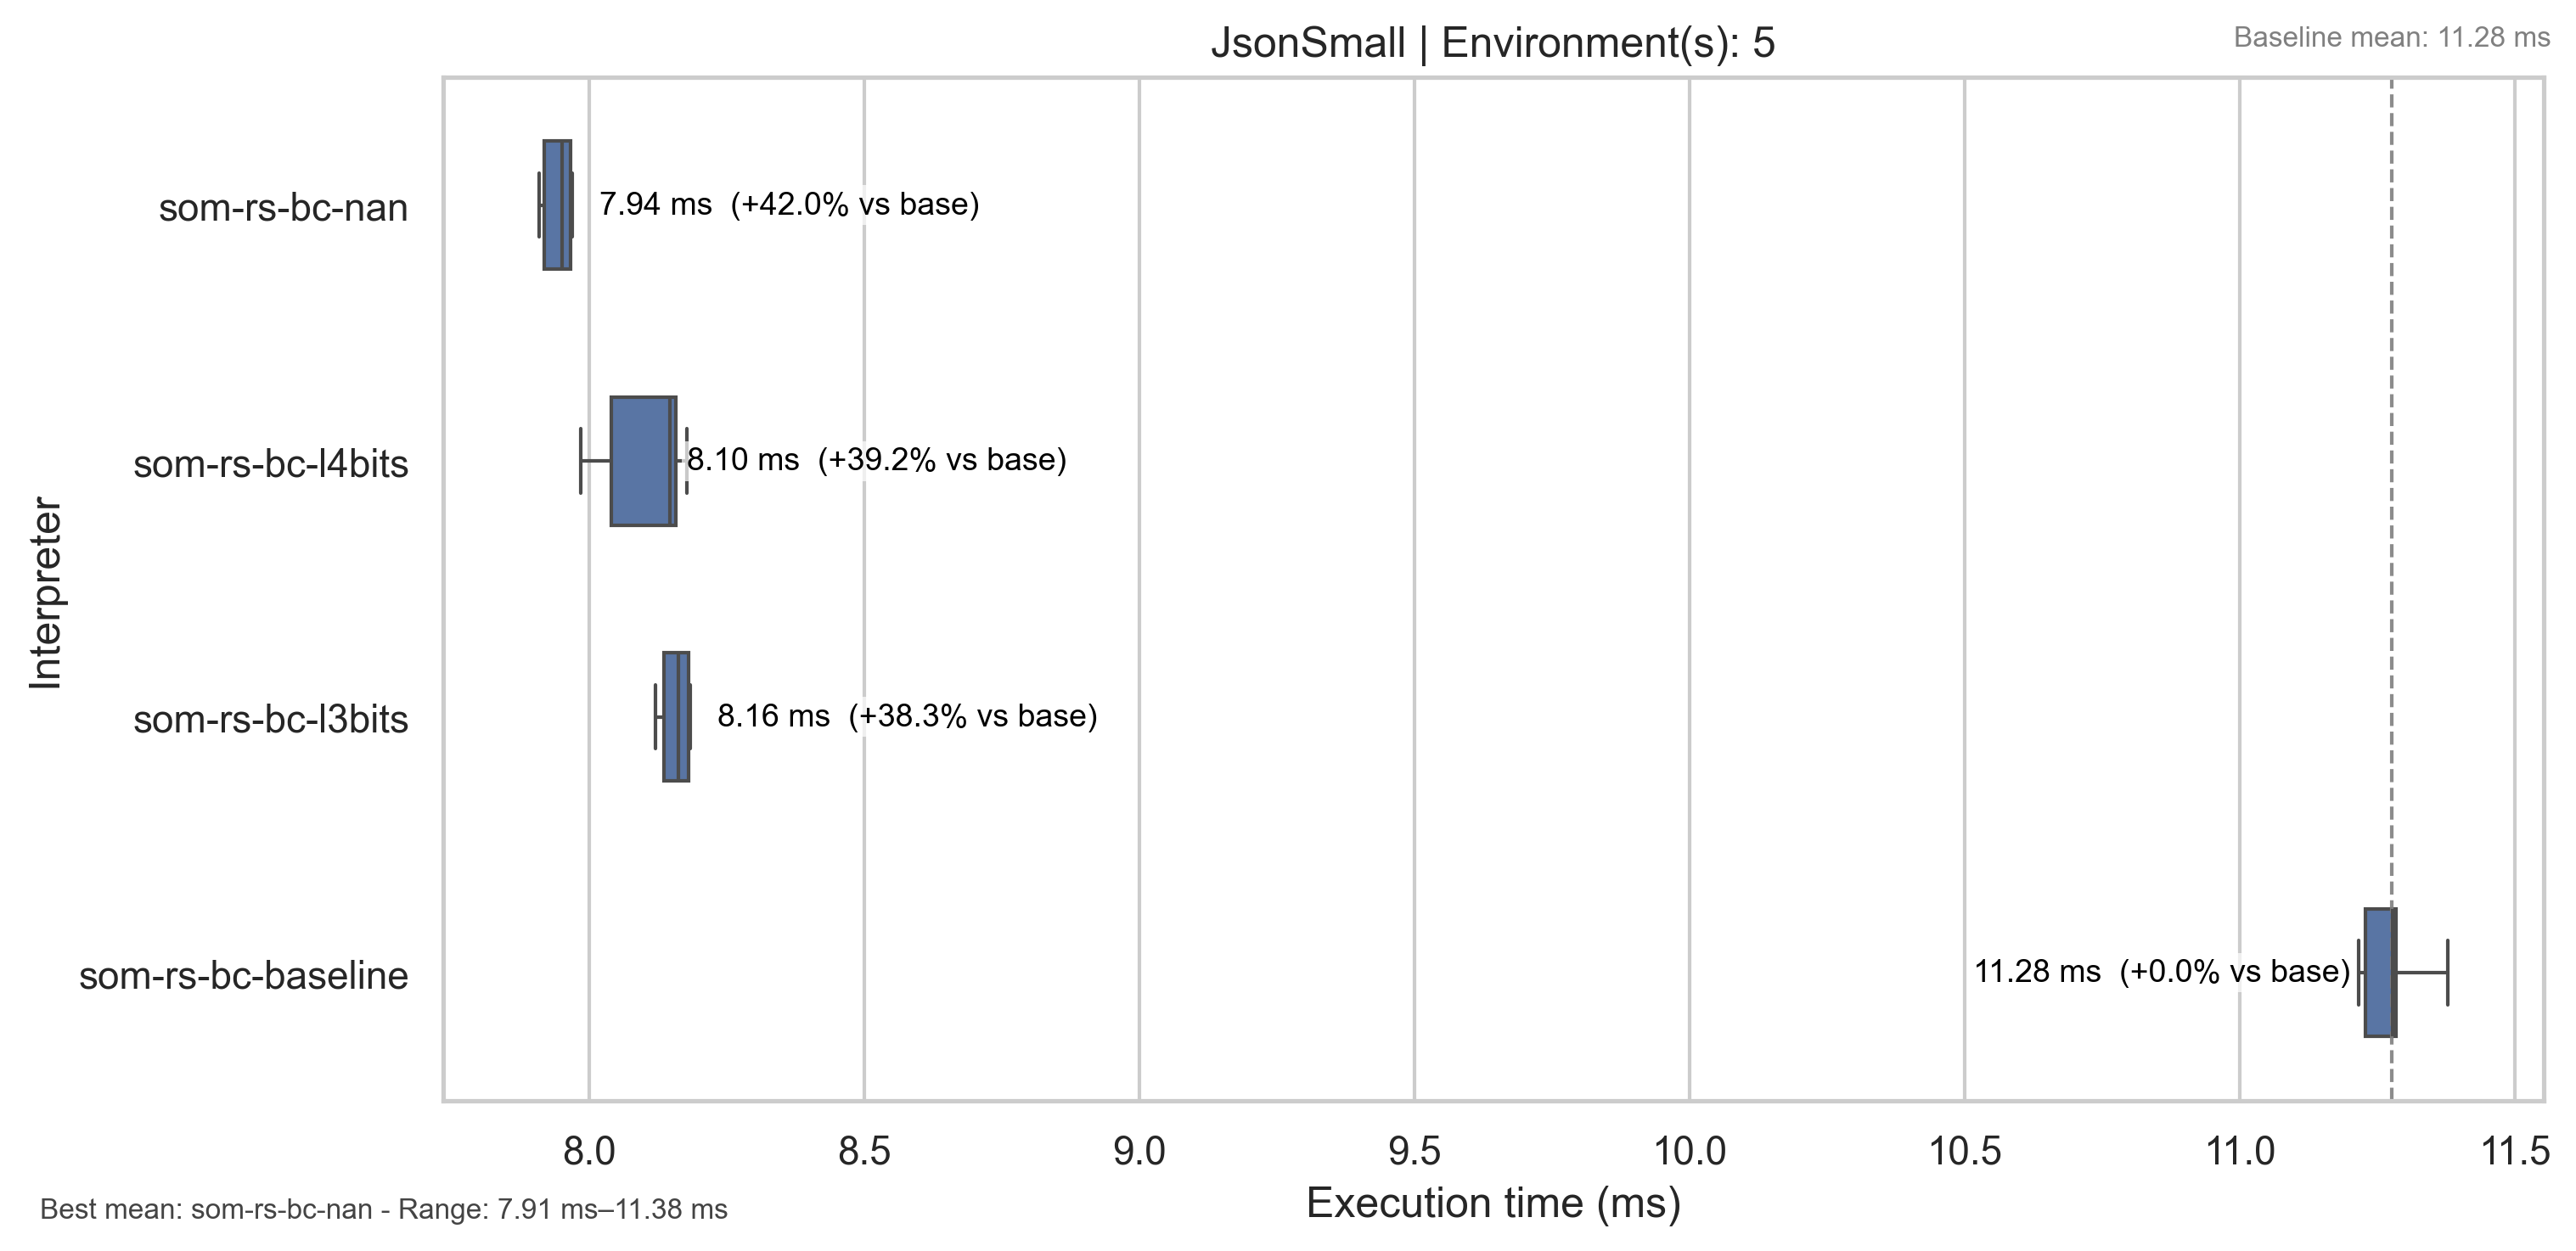 JsonSmall | Environment(s): 5
Baseline mean: 11.28 ms
som-rs-bc-nan
7.94 ms (+42.0% vs base)
som-rs-bc-l4bits
8.10 ms (+39.2% vs base)
som-rs-bc-l3bits
8.16 ms (+38.3% vs base)
som-rs-bc-baseline
11.28 ms (+0.0% vs base)
Interpreter
8.0 8.5 9.0 9.5 10.0 10.5 11.0 11.5
Execution time (ms)
Best mean: som-rs-bc-nan - Range: 7.91 ms–11.38 ms